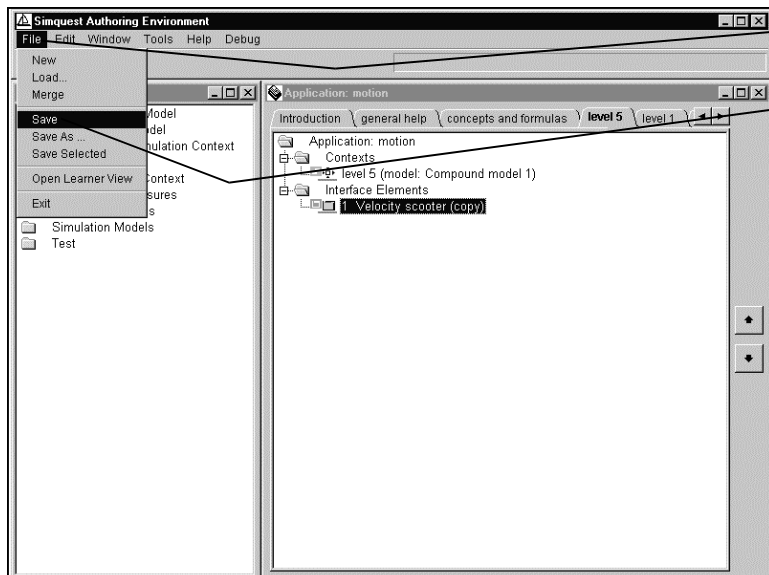 Simquest Authoring Environment
File Edit Window Tools Help Debug
New
Load...
Merge
Save
Save As ...
Save Selected
Open Learner View
Exit
Model
del
nulation Context
Context
sures
s
Simulation Models
Test
Application: motion
Introduction general help concepts and formulas level 5 level 1
Application: motion
Contexts
level 5 (model: Compound model 1)
Interface Elements
1 Velocity scooter (copy)